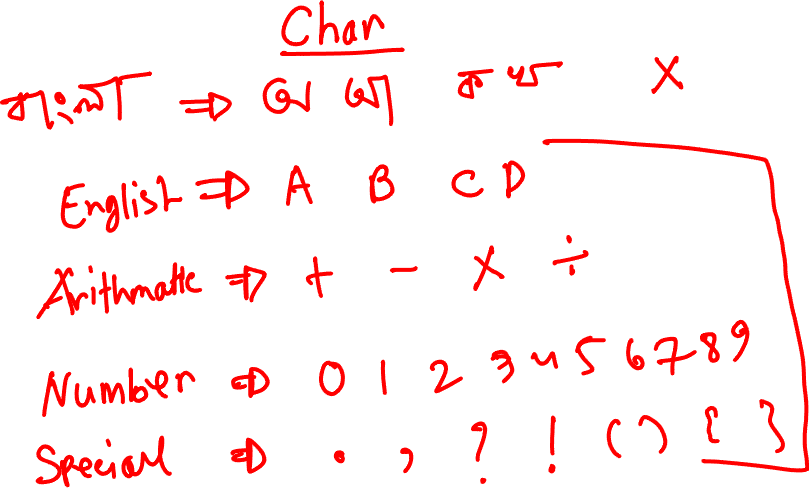 Char
বাংলা ⇒ অ আ ক খ X
English ⇒ A B C D
Arithmatic ⇒ + - × ÷
Number ⇒ 0 1 2 3 4 5 6 7 8 9
Special ⇒ . , ? ! ( ) { }